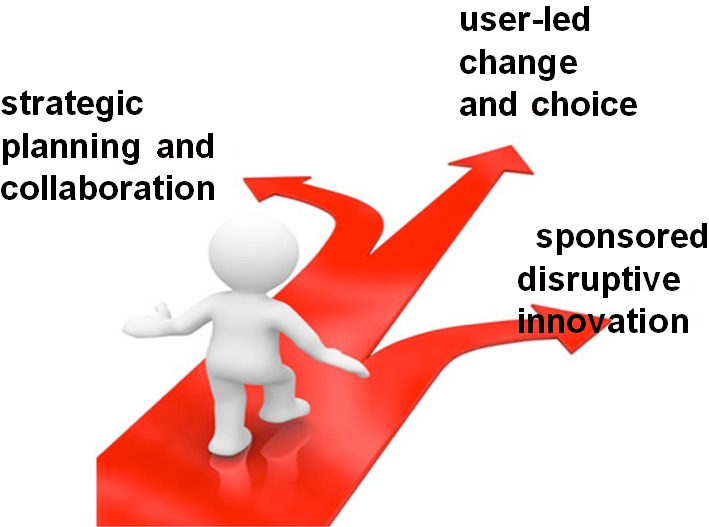 strategic
planning and
collaboration
user-led
change
and choice
sponsored
disruptive
innovation